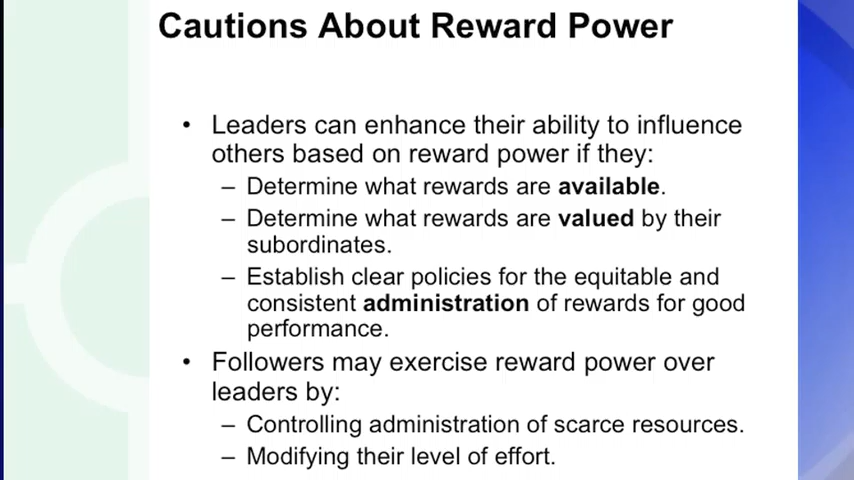 Cautions About Reward Power
• Leaders can enhance their ability to influence
others based on reward power if they:
– Determine what rewards are available.
– Determine what rewards are valued by their
subordinates.
– Establish clear policies for the equitable and
consistent administration of rewards for good
performance.
• Followers may exercise reward power over
leaders by:
– Controlling administration of scarce resources.
– Modifying their level of effort.